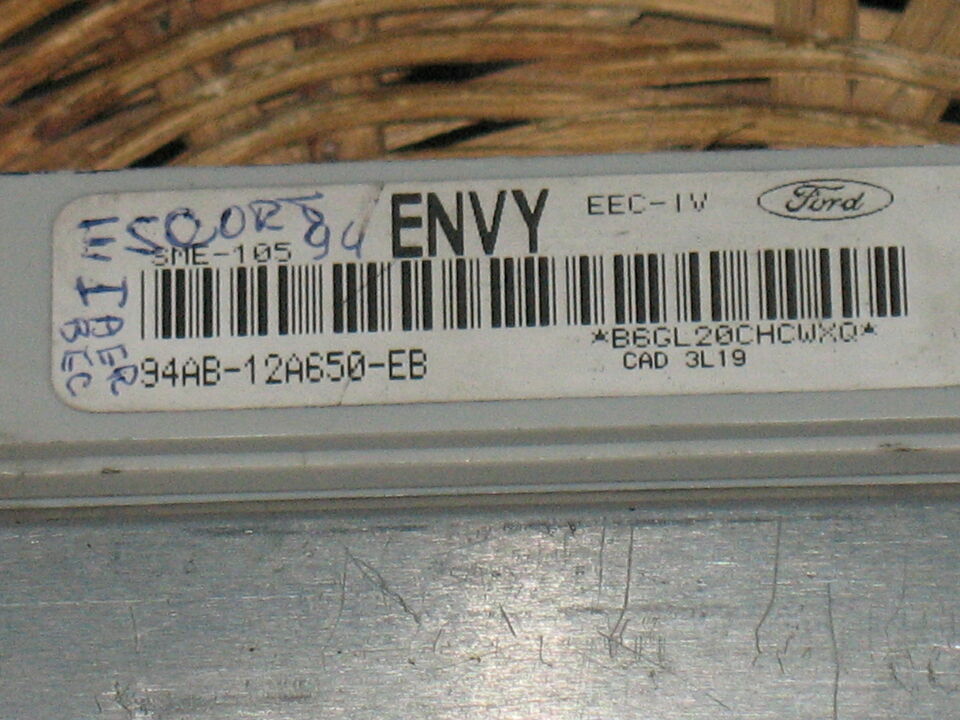 ESCORT 94
ENVY EEC-IV Ford
SME-105
*B6GL20CHCWXQ*
94AB-12A650-EB CAD 3L19